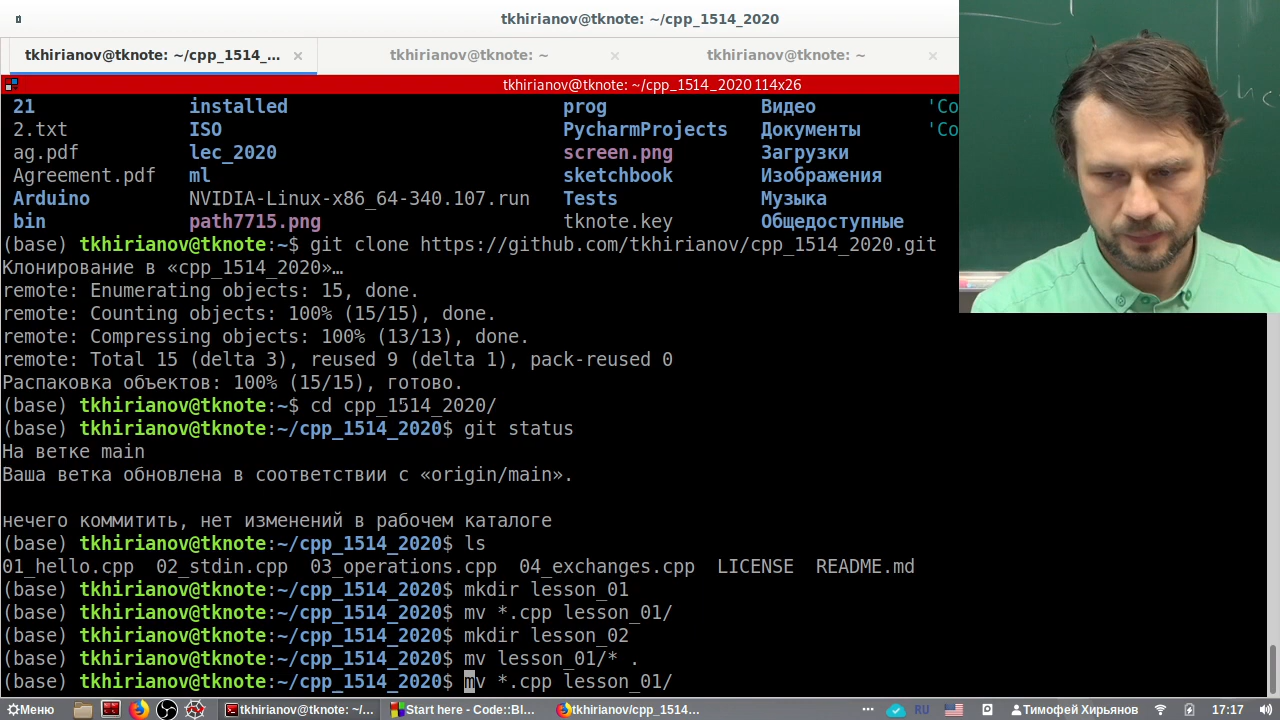 tkhirianov@tknote: ~/cpp_1514_2020
tkhirianov@tknote: ~/cpp_1514_... × tkhirianov@tknote: ~ × tkhirianov@tknote: ~ ×
tkhirianov@tknote: ~/cpp_1514_2020 114x26
21 installed prog Видео 'Co
2.txt ISO PycharmProjects Документы 'Co
ag.pdf lec_2020 screen.png Загрузки
Agreement.pdf ml sketchbook Изображения
Arduino NVIDIA-Linux-x86_64-340.107.run Tests Музыка
bin path7715.png tknote.key Общедоступные
(base) tkhirianov@tknote:~$ git clone https://github.com/tkhirianov/cpp_1514_2020.git
Клонирование в «cpp_1514_2020»…
remote: Enumerating objects: 15, done.
remote: Counting objects: 100% (15/15), done.
remote: Compressing objects: 100% (13/13), done.
remote: Total 15 (delta 3), reused 9 (delta 1), pack-reused 0
Распаковка объектов: 100% (15/15), готово.
(base) tkhirianov@tknote:~$ cd cpp_1514_2020/
(base) tkhirianov@tknote:~/cpp_1514_2020$ git status
На ветке main
Ваша ветка обновлена в соответствии с «origin/main».
нечего коммитить, нет изменений в рабочем каталоге
(base) tkhirianov@tknote:~/cpp_1514_2020$ ls
01_hello.cpp 02_stdin.cpp 03_operations.cpp 04_exchanges.cpp LICENSE README.md
(base) tkhirianov@tknote:~/cpp_1514_2020$ mkdir lesson_01
(base) tkhirianov@tknote:~/cpp_1514_2020$ mv *.cpp lesson_01/
(base) tkhirianov@tknote:~/cpp_1514_2020$ mkdir lesson_02
(base) tkhirianov@tknote:~/cpp_1514_2020$ mv lesson_01/* .
(base) tkhirianov@tknote:~/cpp_1514_2020$ mv *.cpp lesson_01/
Меню tkhirianov@tknote: ~/... Start here - Code::Bl... tkhirianov/cpp_1514... RU Тимофей Хирьянов 17:17